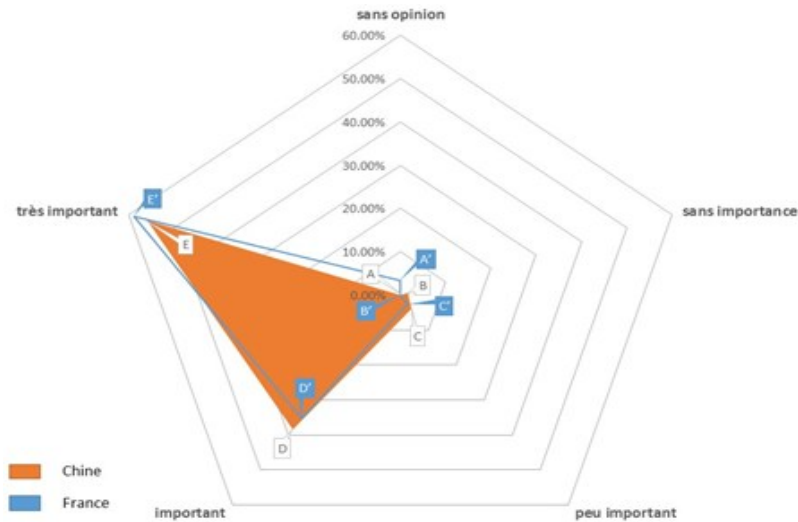 sans opinion
60.00%
50.00%
40.00%
30.00%
20.00%
10.00%
0.00%
E'
très important
sans importance
E
A
A'
B
B'
C'
C
D'
D
Chine
France
important
peu important